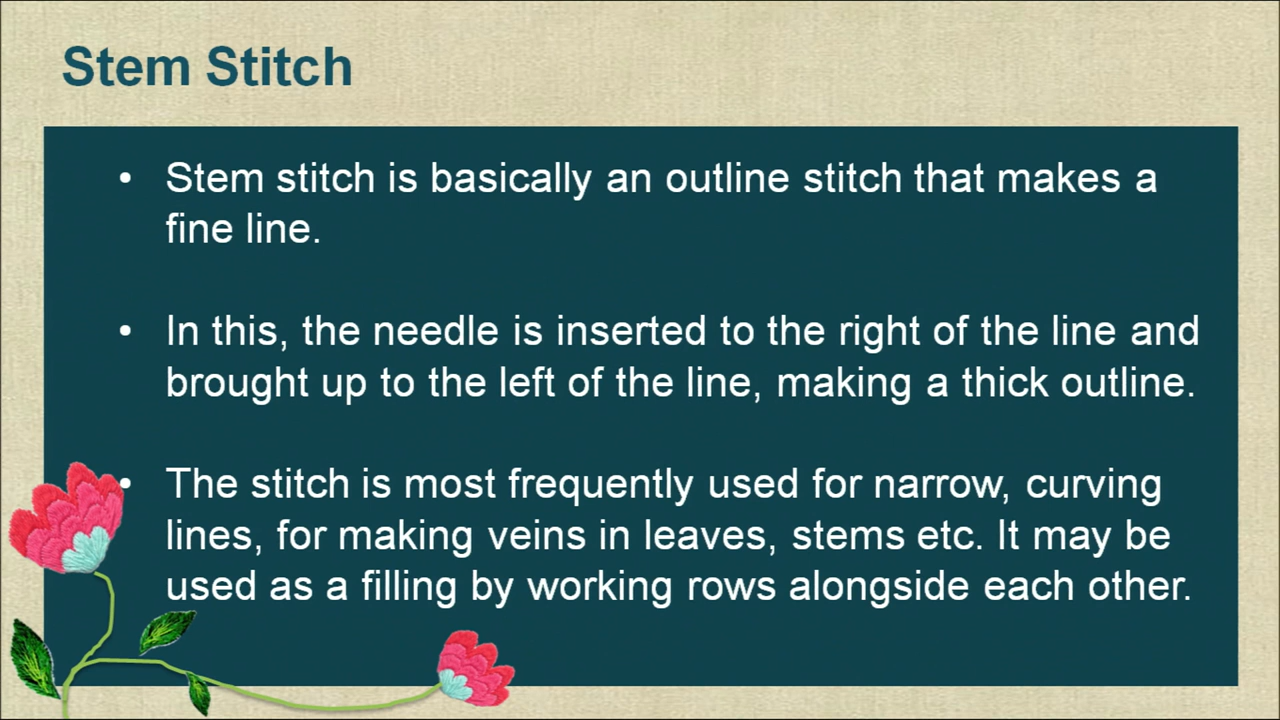 Stem Stitch
• Stem stitch is basically an outline stitch that makes a
fine line.
• In this, the needle is inserted to the right of the line and
brought up to the left of the line, making a thick outline.
• The stitch is most frequently used for narrow, curving
lines, for making veins in leaves, stems etc. It may be
used as a filling by working rows alongside each other.